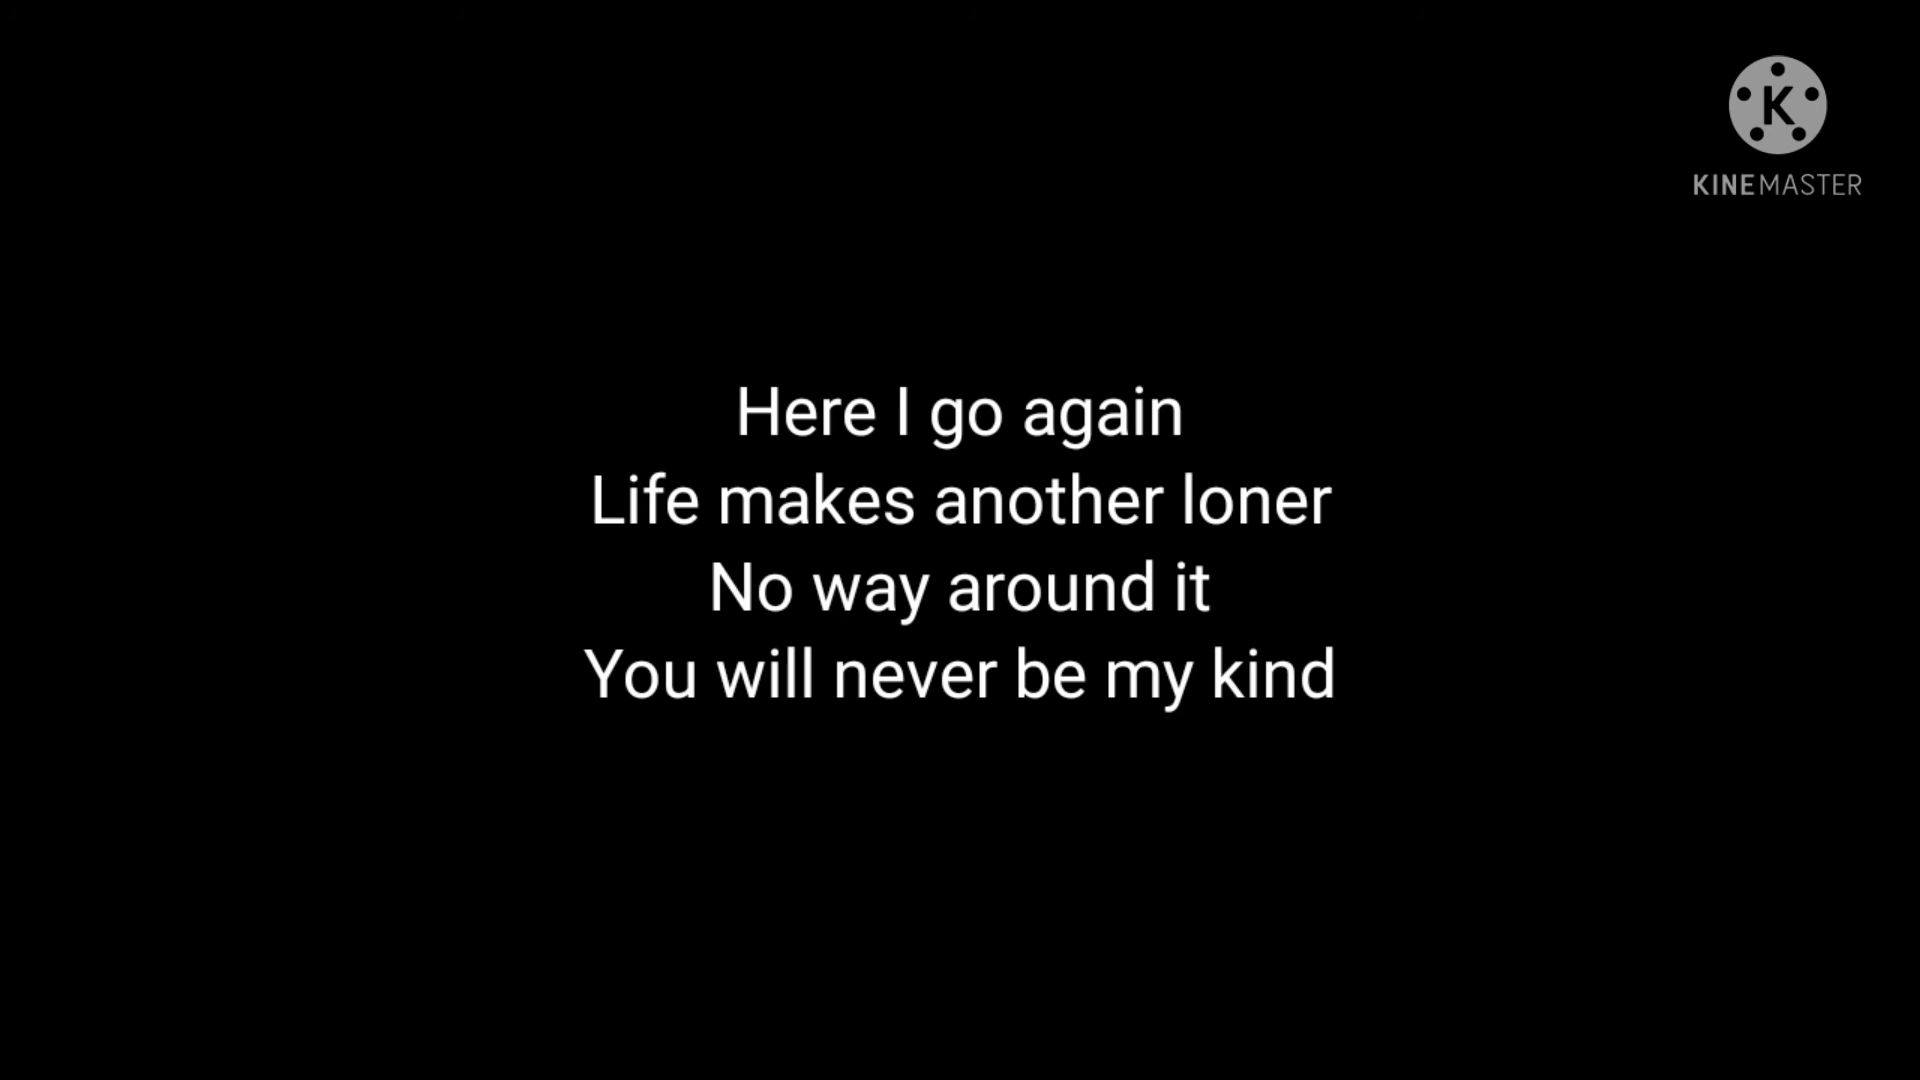 KINEMASTER
Here I go again
Life makes another loner
No way around it
You will never be my kind